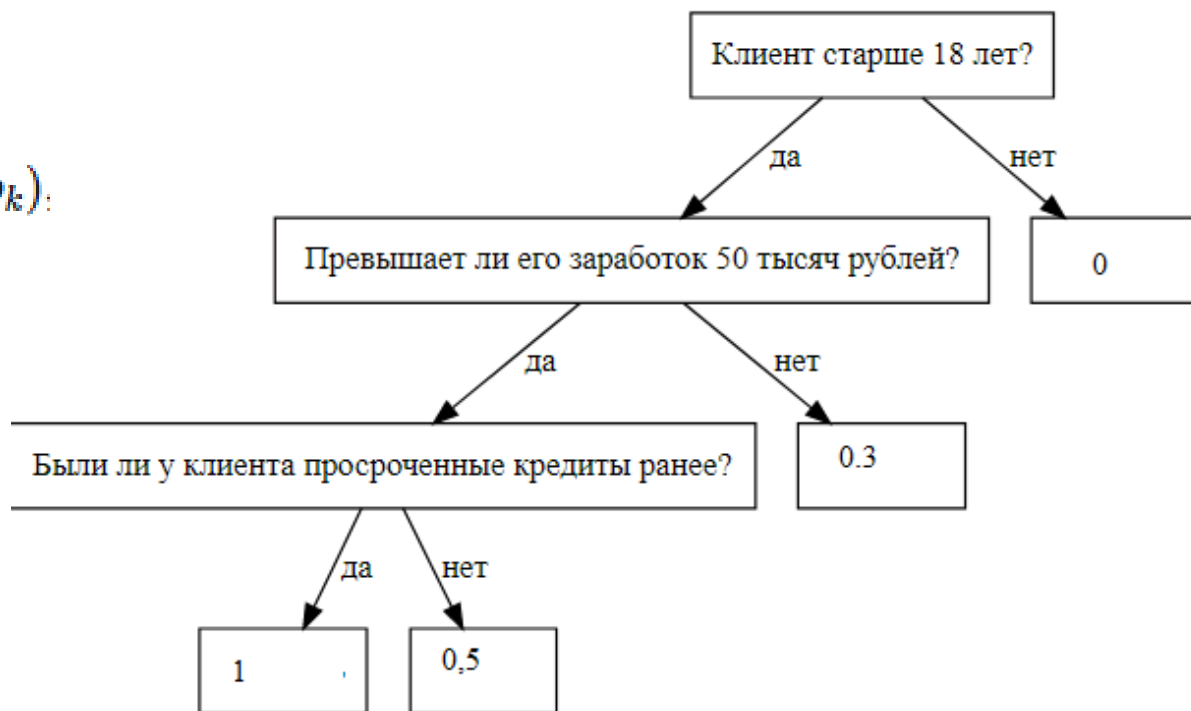 Клиент старше 18 лет?
да
нет
k):
Превышает ли его заработок 50 тысяч рублей?
0
да
нет
Были ли у клиента просроченные кредиты ранее?
0.3
да
нет
1
0,5